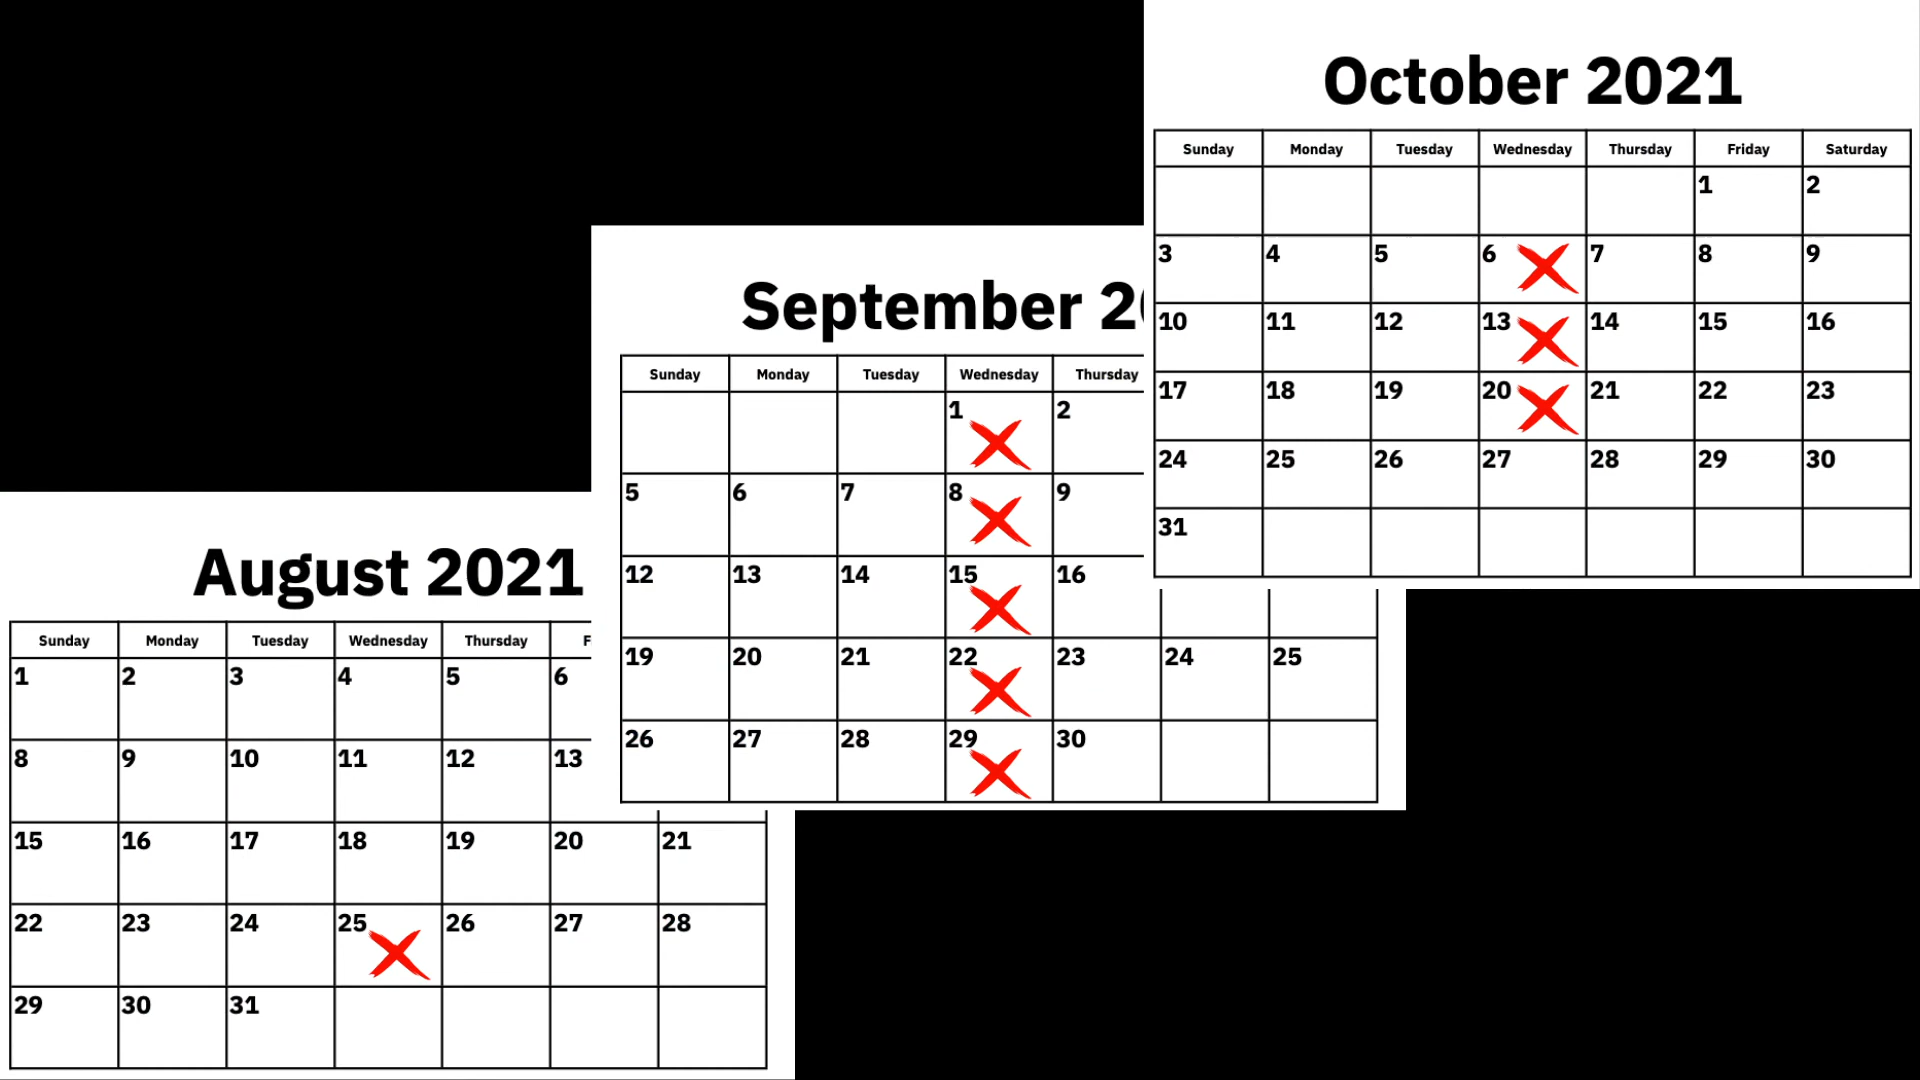 August 2021
Sunday Monday Tuesday Wednesday Thursday
1 2 3 4 5 6
8 9 10 11 12 13
15 16 17 18 19 20 21
22 23 24 25 26 27 28
29 30 31
September
Sunday Monday Tuesday Wednesday Thursday
1 2
5 6 7 8 9
12 13 14 15 16
19 20 21 22 23 24 25
26 27 28 29 30
October 2021
Sunday Monday Tuesday Wednesday Thursday Friday Saturday
1 2
3 4 5 6 7 8 9
10 11 12 13 14 15 16
17 18 19 20 21 22 23
24 25 26 27 28 29 30
31